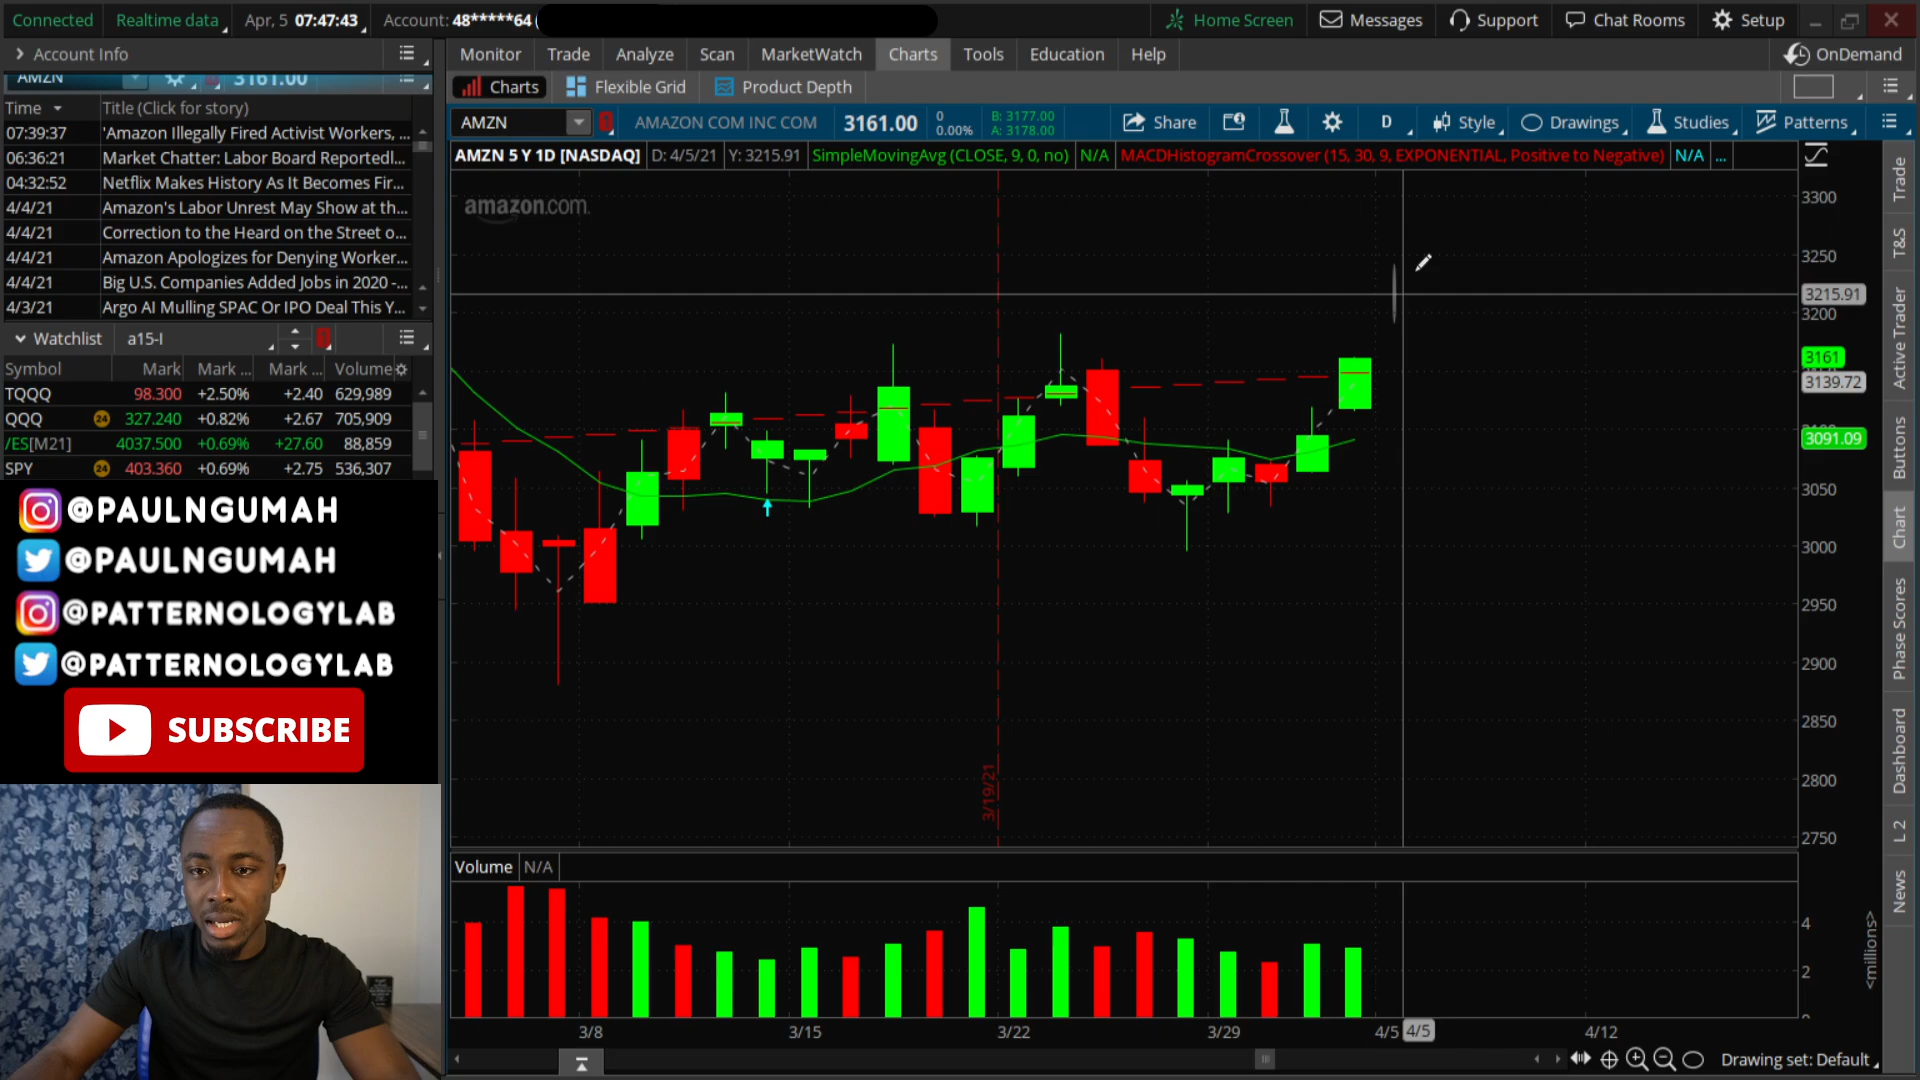 Connected Realtime data Apr, 5 07:47:43 Account: 48*****64 ( Home Screen Messages Support Chat Rooms Setup
Account Info
AMZN 3161.00
Time Title (Click for story)
07:39:37 'Amazon Illegally Fired Activist Workers, ...
06:36:21 Market Chatter: Labor Board Reportedl...
04:32:52 Netflix Makes History As It Becomes Fir...
4/4/21 Amazon's Labor Unrest May Show at th...
4/4/21 Correction to the Heard on the Street o...
4/4/21 Amazon Apologizes for Denying Worker...
4/4/21 Big U.S. Companies Added Jobs in 2020 -...
4/3/21 Argo AI Mulling SPAC Or IPO Deal This Y...
Watchlist a15-I
Symbol Mark Mark ... Mark ... Volume
TQQQ 98.300 +2.50% +2.40 629,989
QQQ 24 327.240 +0.82% +2.67 705,909
/ES[M21] 4037.500 +0.69% +27.60 88,859
SPY 24 403.360 +0.69% +2.75 536,307
@PAULNGUMAH
@PAULNGUMAH
@PATTERNOLOGYLAB
@PATTERNOLOGYLAB
SUBSCRIBE
Monitor Trade Analyze Scan MarketWatch Charts Tools Education Help OnDemand
Charts Flexible Grid Product Depth
AMZN AMAZON COM INC COM 3161.00 0 0.00% B: 3177.00 A: 3178.00 Share D Style Drawings Studies Patterns
AMZN 5 Y 1D [NASDAQ] D: 4/5/21 Y: 3215.91 SimpleMovingAvg (CLOSE, 9, 0, no) N/A MACDHistogramCrossover (15, 30, 9, EXPONENTIAL, Positive to Negative) N/A ...
amazon.com.
3300
3250
3215.91
3200
3161
3139.72
3091.09
3050
3000
2950
2900
2850
2800
2750
3/19/21
Volume N/A
4
2
<millions>
3/8 3/15 3/22 3/29 4/5 4/5 4/12
Drawing set: Default
Trade
T&S
Active Trader
Buttons
Chart
Phase Scores
Dashboard
L 2
News